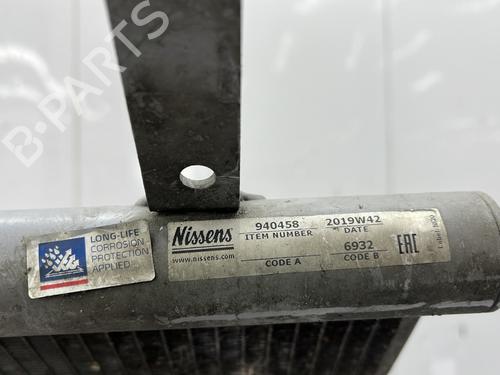 B-PARTS
LONG-LIFE
CORROSION
PROTECTION
APPLIED
Nissens
www.nissens.com
940458
ITEM NUMBER
2019W42
DATE
CODE A
6932
CODE B
EAC